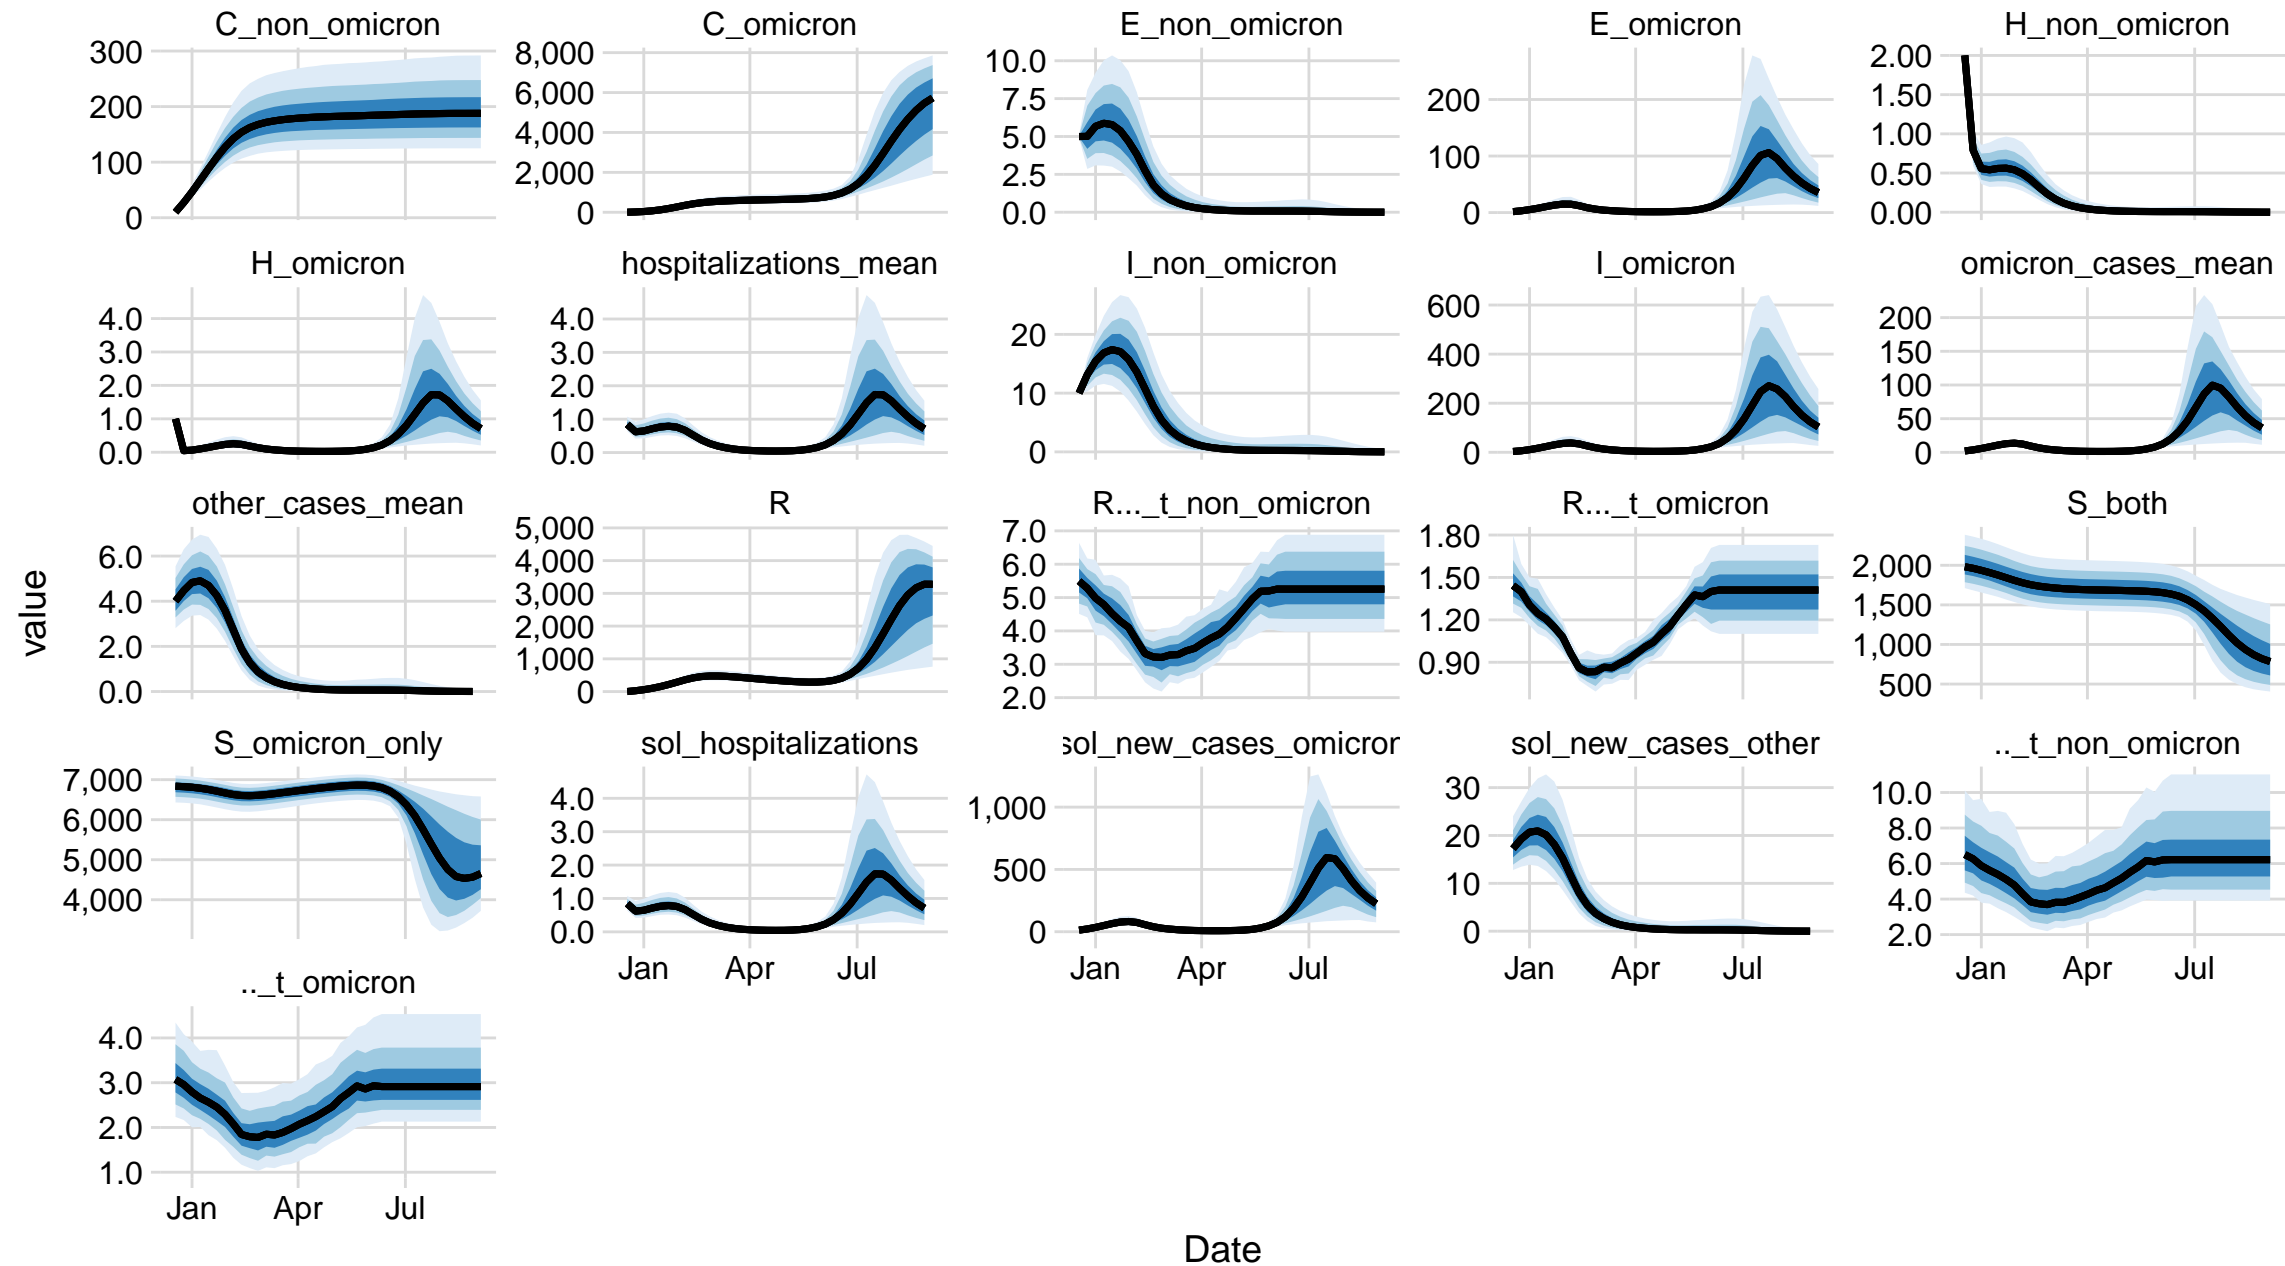 C_non_omicron C_omicron E_non_omicron E_omicron H_non_omicron
300 200 100 0
8,000 6,000 4,000 2,000 0
10.0 7.5 5.0 2.5 0.0
200 100 0
2.00 1.50 1.00 0.50 0.00
H_omicron hospitalizations_mean I_non_omicron I_omicron omicron_cases_mean
4.0 3.0 2.0 1.0 0.0
4.0 3.0 2.0 1.0 0.0
20 10 0
600 400 200 0
200 150 100 50 0
other_cases_mean R R..._t_non_omicron R..._t_omicron S_both
6.0 4.0 2.0 0.0
5,000 4,000 3,000 2,000 1,000 0
7.0 6.0 5.0 4.0 3.0 2.0
1.80 1.50 1.20 0.90
2,000 1,500 1,000 500
value
S_omicron_only sol_hospitalizations sol_new_cases_omicron sol_new_cases_other .._t_non_omicron
7,000 6,000 5,000 4,000
4.0 3.0 2.0 1.0 0.0
1,000 500 0
30 20 10 0
10.0 8.0 6.0 4.0 2.0
Jan Apr Jul Jan Apr Jul Jan Apr Jul Jan Apr Jul
.._t_omicron
4.0 3.0 2.0 1.0
Jan Apr Jul
Date